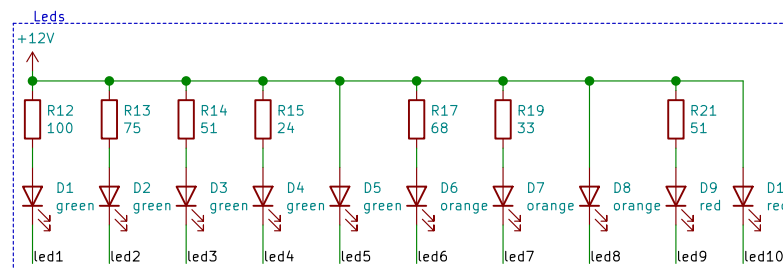 Leds
+12V
R12 R13 R14 R15 R17 R19 R21
100 75 51 24 68 33 51
D1 D2 D3 D4 D5 D6 D7 D8 D9 D1
green green green green green orange orange orange red red
led1 led2 led3 led4 led5 led6 led7 led8 led9 led10